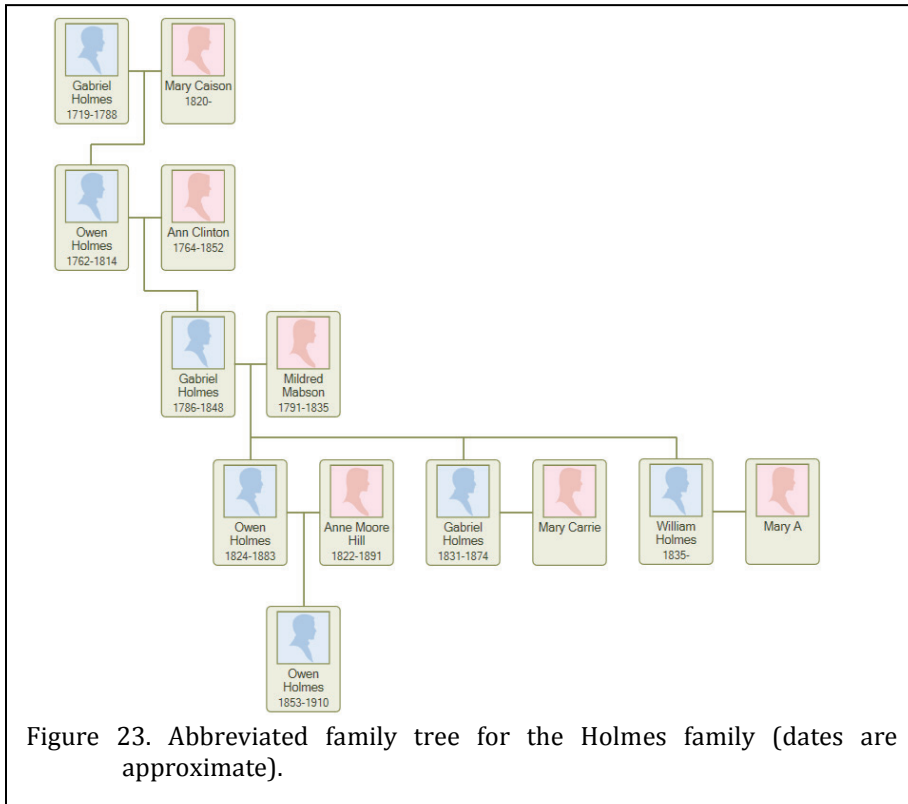 Gabriel
Holmes
1719-1788
Mary Caison
1820-
Owen
Holmes
1762-1814
Ann Clinton
1764-1852
Gabriel
Holmes
1786-1848
Mildred
Mabson
1791-1835
Owen
Holmes
1824-1883
Anne Moore
Hill
1822-1891
Gabriel
Holmes
1831-1874
Mary Carrie
William
Holmes
1835-
Mary A
Owen
Holmes
1853-1910
Figure 23. Abbreviated family tree for the Holmes family (dates are
approximate).